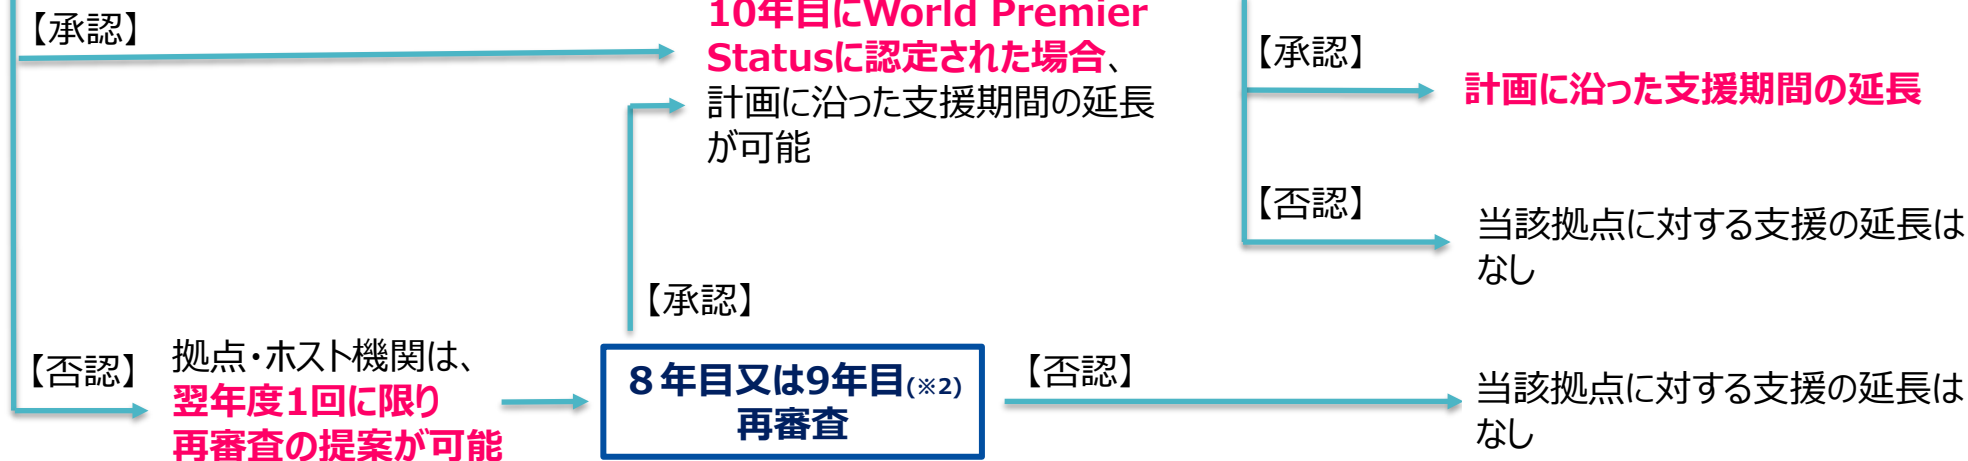 【承認】
10年目にWorld Premier
Statusに認定された場合、
計画に沿った支援期間の延長
が可能
【承認】
計画に沿った支援期間の延長
【否認】
当該拠点に対する支援の延長は
なし
【承認】
【否認】
拠点・ホスト機関は、
翌年度1回に限り
再審査の提案が可能
８年目又は9年目(※2)
再審査
【否認】
当該拠点に対する支援の延長は
なし